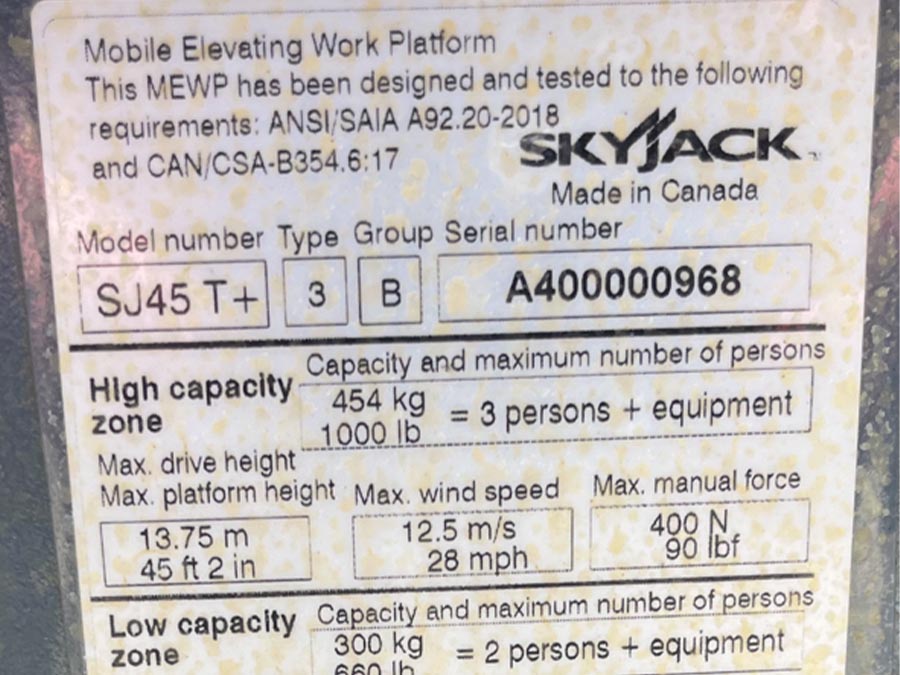 Mobile Elevating Work Platform
This MEWP has been designed and tested to the following
requirements: ANSI/SAIA A92.20-2018
and CAN/CSA-B354.6:17
SKYJACK
Made in Canada
Model number Type Group Serial number
SJ45 T+ 3 B A400000968
Capacity and maximum number of persons
HIgh capacity
zone
454 kg
1000 lb
= 3 persons + equipment
Max. drive height
Max. platform height Max. wind speed Max. manual force
13.75 m 12.5 m/s 400 N
45 ft 2 in 28 mph 90 lbf
Capacity and maximum number of persons
Low capacity
zone
300 kg
660 lb
= 2 persons + equipment